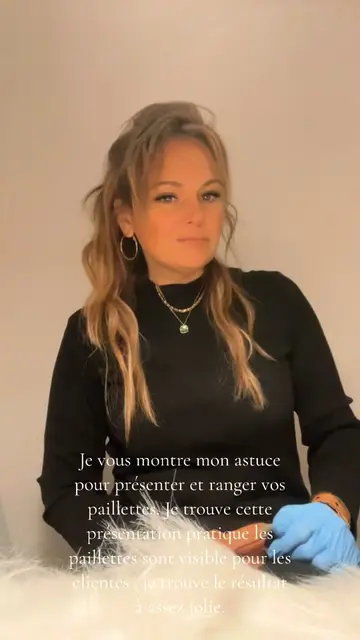 Je vous montre mon astuce
pour présenter et ranger vos
paillettes. Je trouve cette
présentation pratique les
paillettes sont visible pour les
clientes . je trouve le résultat
à assez jolie.